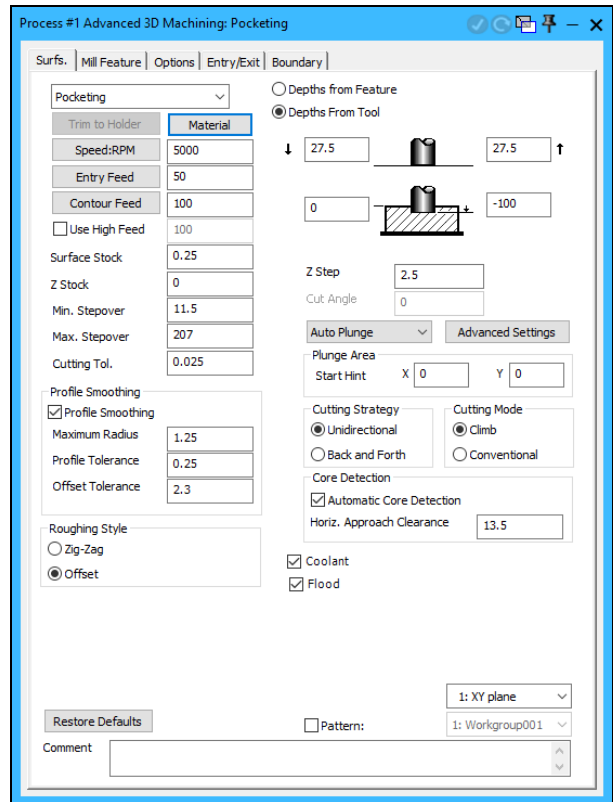 Process #1 Advanced 3D Machining: Pocketing
Surfs. Mill Feature Options Entry/Exit Boundary
Pocketing
Trim to Holder Material
Speed:RPM 5000
Entry Feed 50
Contour Feed 100
Use High Feed 100
Surface Stock 0.25
Z Stock 0
Min. Stepover 11.5
Max. Stepover 207
Cutting Tol. 0.025
Profile Smoothing
Profile Smoothing
Maximum Radius 1.25
Profile Tolerance 0.25
Offset Tolerance 2.3
Roughing Style
Zig-Zag
Offset
Depths from Feature
Depths From Tool
27.5 27.5
0 -100
Z Step 2.5
Cut Angle 0
Auto Plunge Advanced Settings
Plunge Area
Start Hint X 0 Y 0
Cutting Strategy
Unidirectional
Back and Forth
Cutting Mode
Climb
Conventional
Core Detection
Automatic Core Detection
Horiz. Approach Clearance 13.5
Coolant
Flood
1: XY plane
Restore Defaults Pattern: 1: Workgroup001
Comment